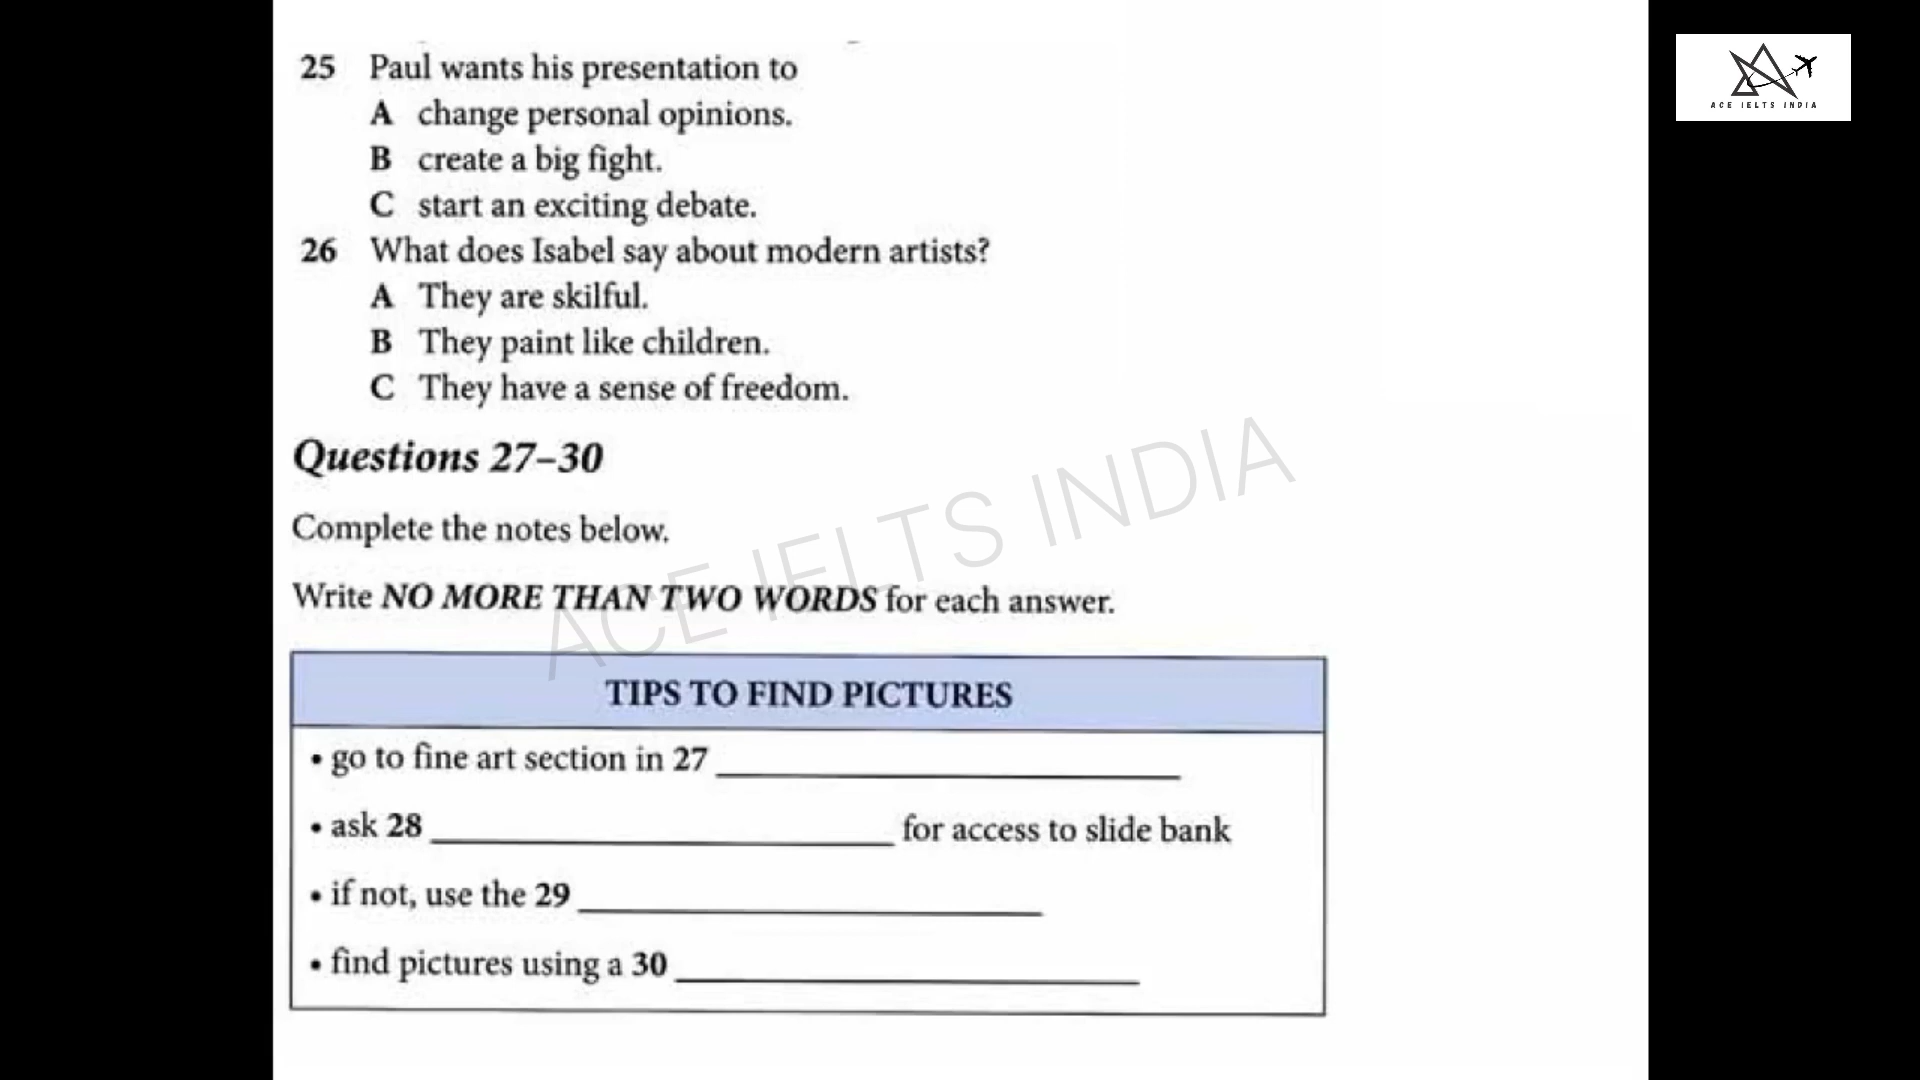 25 Paul wants his presentation to
A change personal opinions.
B create a big fight.
C start an exciting debate.
26 What does Isabel say about modern artists?
A They are skilful.
B They paint like children.
C They have a sense of freedom.
Questions 27–30
Complete the notes below.
Write NO MORE THAN TWO WORDS for each answer.
TIPS TO FIND PICTURES
• go to fine art section in 27
• ask 28 for access to slide bank
• if not, use the 29
• find pictures using a 30
ACE IELTS INDIA
ACE IELTS INDIA